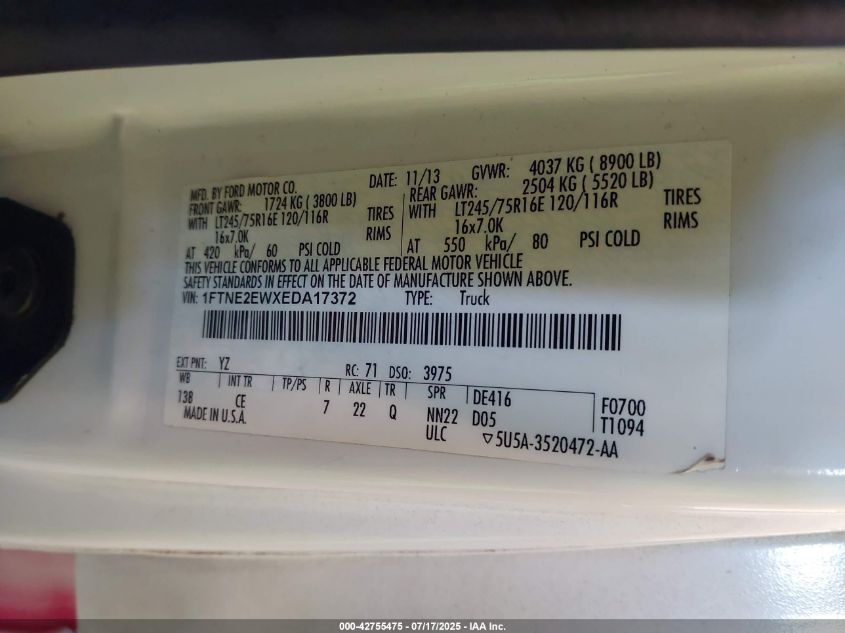 MFD. BY FORD MOTOR CO. DATE: 11/13 GVWR: 4037 KG ( 8900 LB)
FRONT GAWR: 1724 KG ( 3800 LB) REAR GAWR: 2504 KG ( 5520 LB)
WITH LT245/75R16E 120/116R TIRES WITH LT245/75R16E 120/116R TIRES
16x7.0K RIMS 16x7.0K RIMS
AT 420 kPa/ 60 PSI COLD AT 550 kPa/ 80 PSI COLD
THIS VEHICLE CONFORMS TO ALL APPLICABLE FEDERAL MOTOR VEHICLE
SAFETY STANDARDS IN EFFECT ON THE DATE OF MANUFACTURE SHOWN ABOVE.
VIN: 1FTNE2EWXEDA17372 TYPE: Truck
EXT PNT: YZ RC: 71 DSO: 3975
WB INT TR TP/PS R AXLE TR SPR DE416 F0700
138 CE 7 22 Q NN22 D05 T1094
MADE IN U.S.A. ULC ▽5U5A-3520472-AA
000-42755475 - 07/17/2025 - IAA Inc.